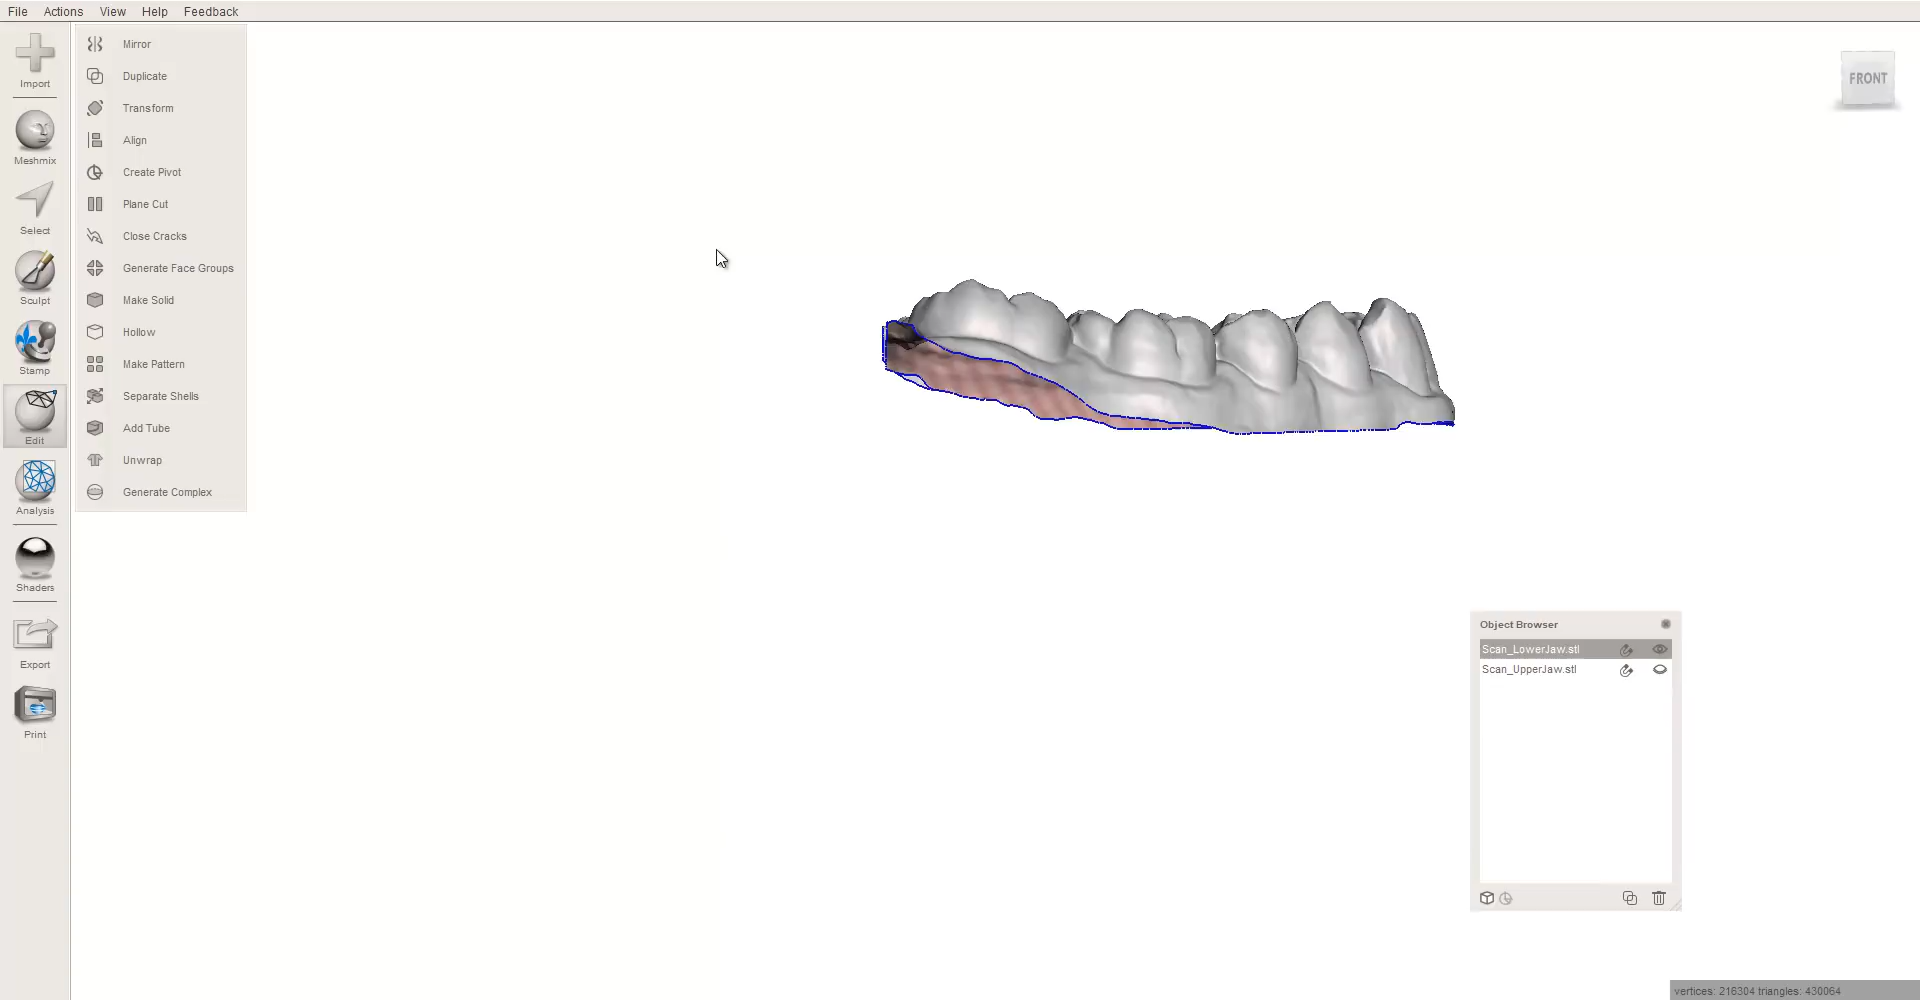 File Actions View Help Feedback
Import
Meshmix
Select
Sculpt
Stamp
Edit
Analysis
Shaders
Export
Print
Mirror
Duplicate
Transform
Align
Create Pivot
Plane Cut
Close Cracks
Generate Face Groups
Make Solid
Hollow
Make Pattern
Separate Shells
Add Tube
Unwrap
Generate Complex
FRONT
Object Browser
Scan_LowerJaw.stl
Scan_UpperJaw.stl
vertices: 216304 triangles: 430064